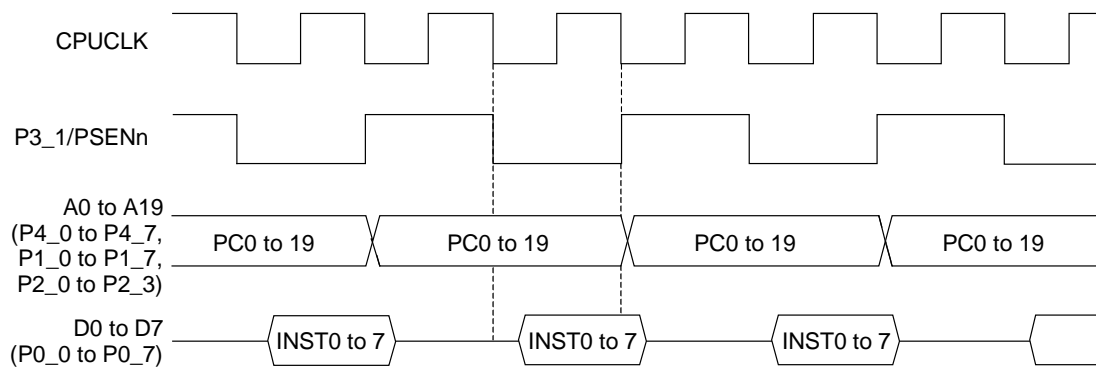 CPUCLK
P3_1/PSENn
A0 to A19
(P4_0 to P4_7,
P1_0 to P1_7,
P2_0 to P2_3)
PC0 to 19
PC0 to 19
PC0 to 19
PC0 to 19
D0 to D7
(P0_0 to P0_7)
INST0 to 7
INST0 to 7
INST0 to 7